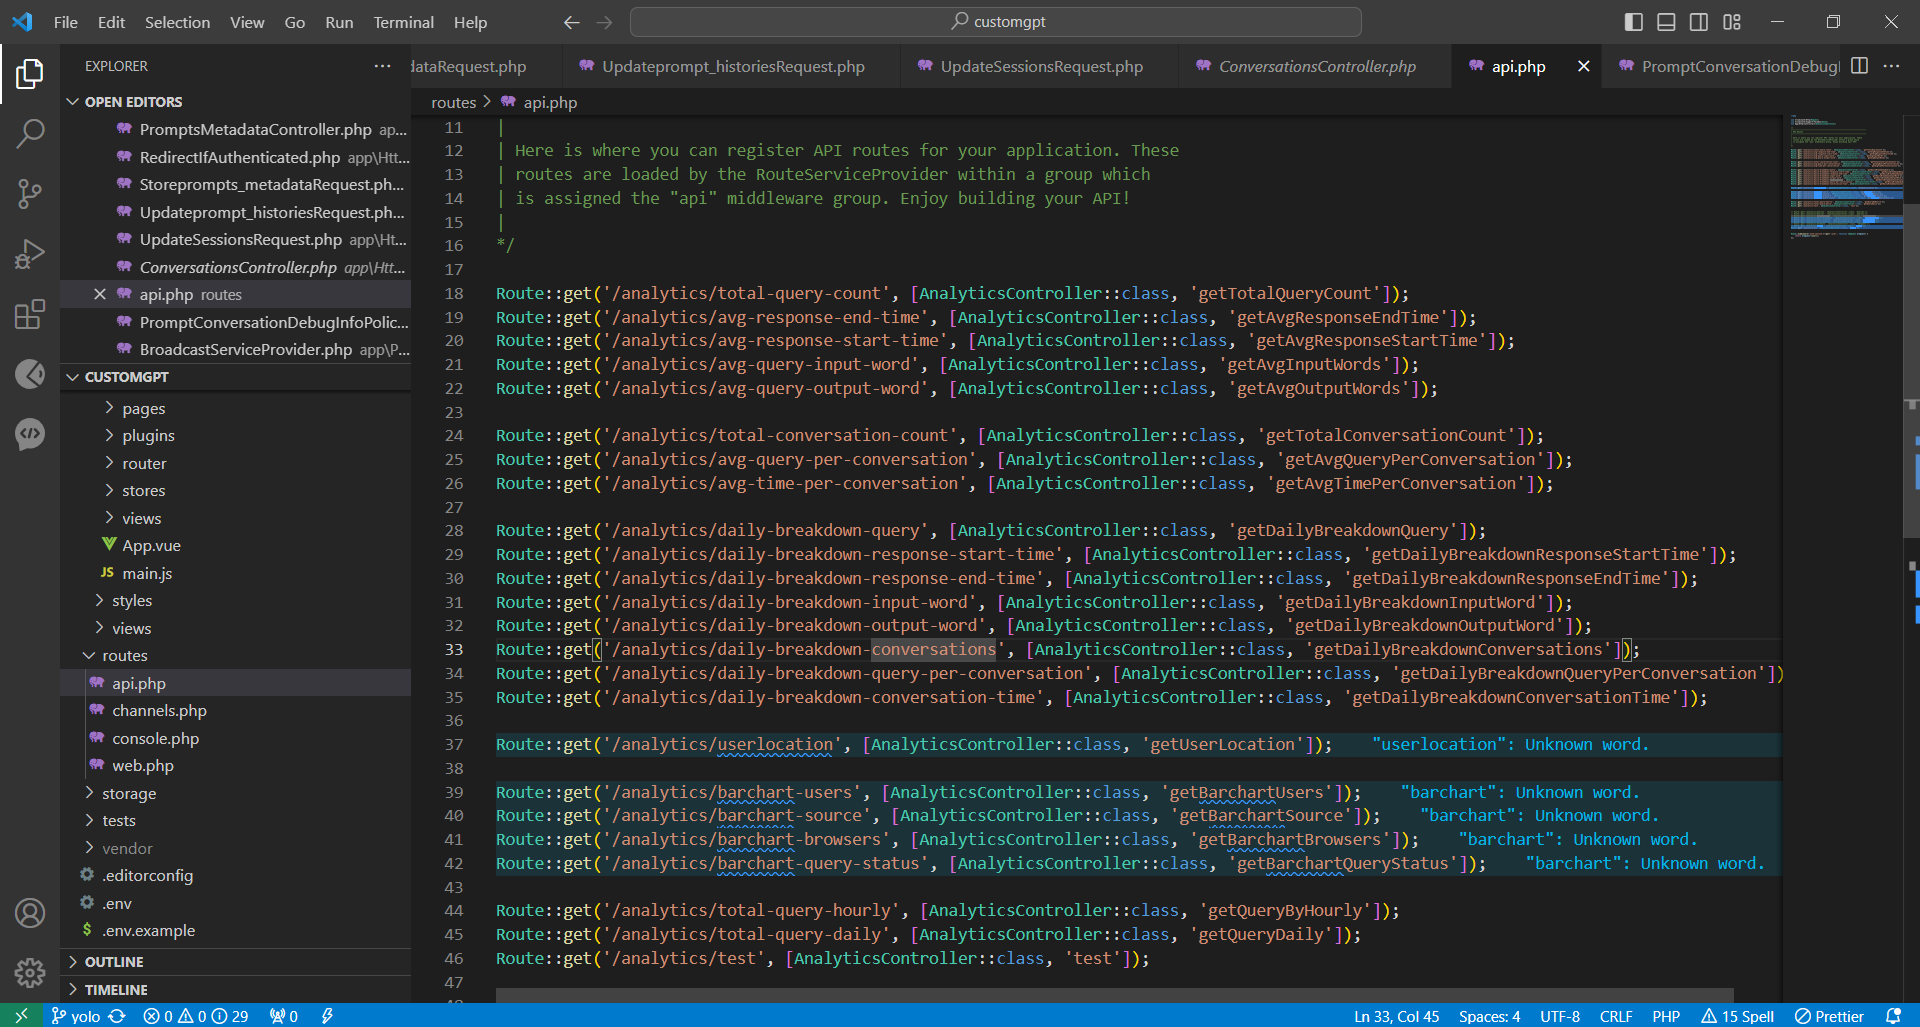 File Edit Selection View Go Run Terminal Help
customgpt
EXPLORER
OPEN EDITORS
PromptsMetadataController.php ap...
RedirectIfAuthenticated.php app\Htt...
Storeprompts_metadataRequest.ph...
Updateprompt_historiesRequest.ph...
UpdateSessionsRequest.php app\Ht...
ConversationsController.php app\Htt...
api.php routes
PromptConversationDebugInfoPolic...
BroadcastServiceProvider.php app\P...
CUSTOMGPT
pages
plugins
router
stores
views
App.vue
JS main.js
styles
views
routes
api.php
channels.php
console.php
web.php
storage
tests
vendor
.editorconfig
.env
$ .env.example
OUTLINE
TIMELINE
dataRequest.php Updateprompt_historiesRequest.php UpdateSessionsRequest.php ConversationsController.php api.php PromptConversationDebugI
routes > api.php
11 |
12 | Here is where you can register API routes for your application. These
13 | routes are loaded by the RouteServiceProvider within a group which
14 | is assigned the "api" middleware group. Enjoy building your API!
15 |
16 */
17
18 Route::get('/analytics/total-query-count', [AnalyticsController::class, 'getTotalQueryCount']);
19 Route::get('/analytics/avg-response-end-time', [AnalyticsController::class, 'getAvgResponseEndTime']);
20 Route::get('/analytics/avg-response-start-time', [AnalyticsController::class, 'getAvgResponseStartTime']);
21 Route::get('/analytics/avg-query-input-word', [AnalyticsController::class, 'getAvgInputWords']);
22 Route::get('/analytics/avg-query-output-word', [AnalyticsController::class, 'getAvgOutputWords']);
23
24 Route::get('/analytics/total-conversation-count', [AnalyticsController::class, 'getTotalConversationCount']);
25 Route::get('/analytics/avg-query-per-conversation', [AnalyticsController::class, 'getAvgQueryPerConversation']);
26 Route::get('/analytics/avg-time-per-conversation', [AnalyticsController::class, 'getAvgTimePerConversation']);
27
28 Route::get('/analytics/daily-breakdown-query', [AnalyticsController::class, 'getDailyBreakdownQuery']);
29 Route::get('/analytics/daily-breakdown-response-start-time', [AnalyticsController::class, 'getDailyBreakdownResponseStartTime']);
30 Route::get('/analytics/daily-breakdown-response-end-time', [AnalyticsController::class, 'getDailyBreakdownResponseEndTime']);
31 Route::get('/analytics/daily-breakdown-input-word', [AnalyticsController::class, 'getDailyBreakdownInputWord']);
32 Route::get('/analytics/daily-breakdown-output-word', [AnalyticsController::class, 'getDailyBreakdownOutputWord']);
33 Route::get('/analytics/daily-breakdown-conversations', [AnalyticsController::class, 'getDailyBreakdownConversations']);
34 Route::get('/analytics/daily-breakdown-query-per-conversation', [AnalyticsController::class, 'getDailyBreakdownQueryPerConversation'])
35 Route::get('/analytics/daily-breakdown-conversation-time', [AnalyticsController::class, 'getDailyBreakdownConversationTime']);
36
37 Route::get('/analytics/userlocation', [AnalyticsController::class, 'getUserLocation']); "userlocation": Unknown word.
38
39 Route::get('/analytics/barchart-users', [AnalyticsController::class, 'getBarchartUsers']); "barchart": Unknown word.
40 Route::get('/analytics/barchart-source', [AnalyticsController::class, 'getBarchartSource']); "barchart": Unknown word.
41 Route::get('/analytics/barchart-browsers', [AnalyticsController::class, 'getBarchartBrowsers']); "barchart": Unknown word.
42 Route::get('/analytics/barchart-query-status', [AnalyticsController::class, 'getBarchartQueryStatus']); "barchart": Unknown word.
43
44 Route::get('/analytics/total-query-hourly', [AnalyticsController::class, 'getQueryByHourly']);
45 Route::get('/analytics/total-query-daily', [AnalyticsController::class, 'getQueryDaily']);
46 Route::get('/analytics/test', [AnalyticsController::class, 'test']);
47
yolo 0 0 29 0 Ln 33, Col 45 Spaces: 4 UTF-8 CRLF PHP 15 Spell Prettier